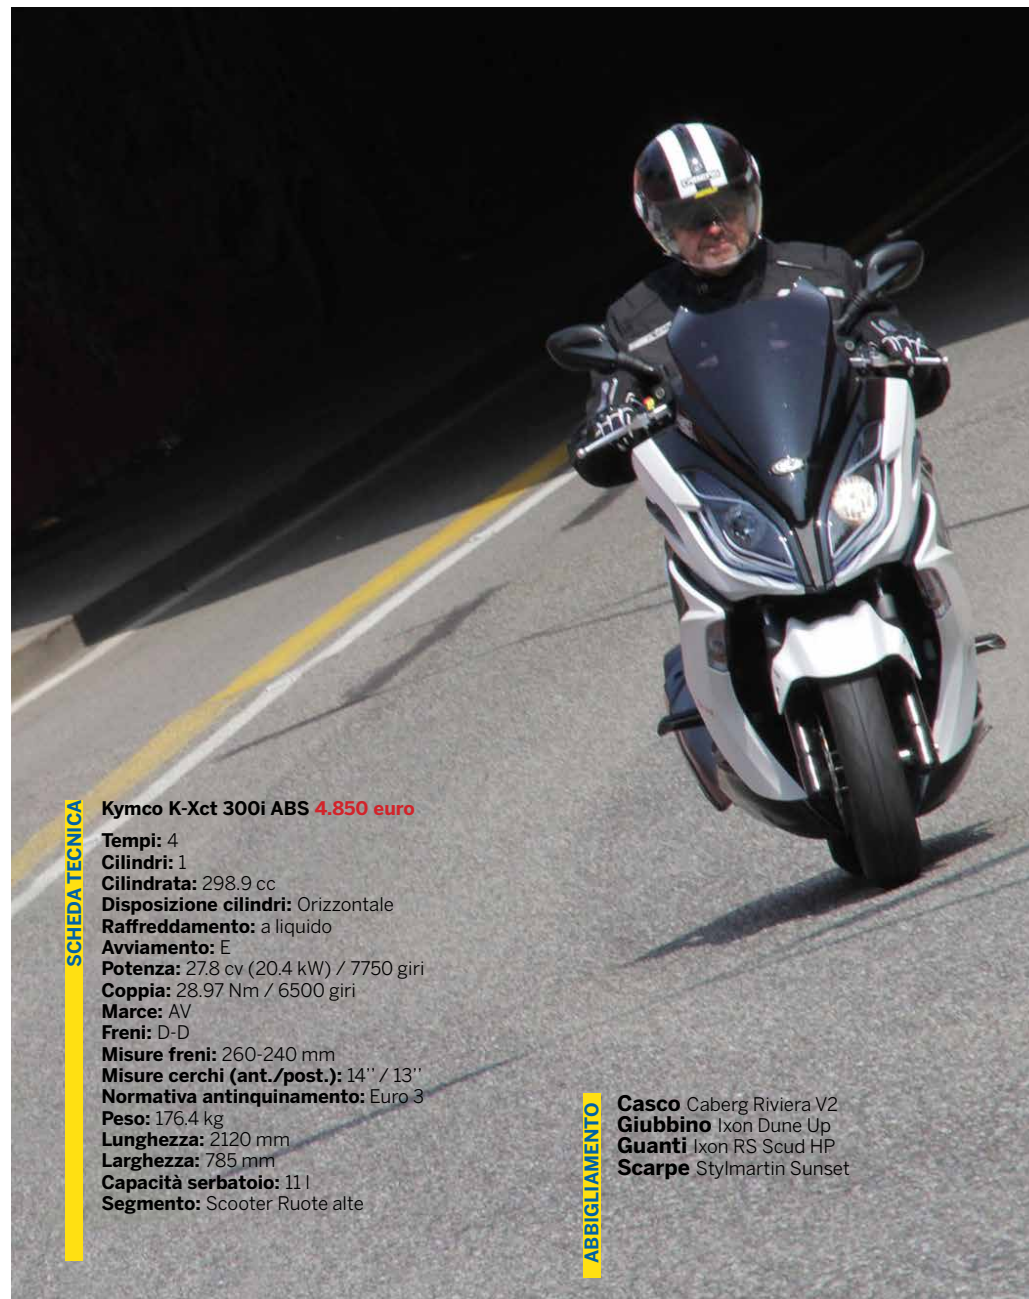 SCHEDA TECNICA
Kymco K-Xct 300i ABS 4.850 euro
Tempi: 4
Cilindri: 1
Cilindrata: 298.9 cc
Disposizione cilindri: Orizzontale
Raffreddamento: a liquido
Avviamento: E
Potenza: 27.8 cv (20.4 kW) / 7750 giri
Coppia: 28.97 Nm / 6500 giri
Marce: AV
Freni: D-D
Misure freni: 260-240 mm
Misure cerchi (ant./post.): 14'' / 13''
Normativa antinquinamento: Euro 3
Peso: 176.4 kg
Lunghezza: 2120 mm
Larghezza: 785 mm
Capacità serbatoio: 11 l
Segmento: Scooter Ruote alte
ABBIGLIAMENTO
Casco Caberg Riviera V2
Giubbino Ixon Dune Up
Guanti Ixon RS Scud HP
Scarpe Stylmartin Sunset